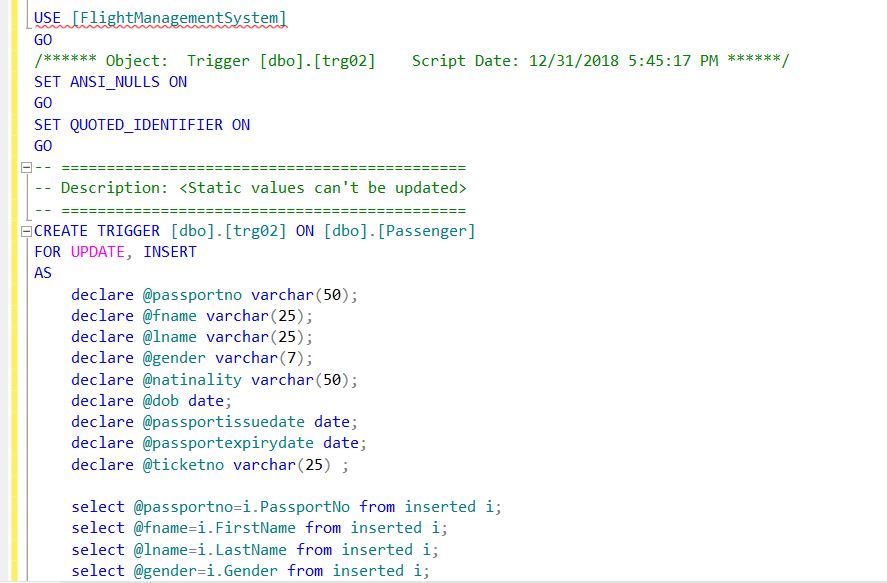 USE [FlightManagementSystem]
GO
/****** Object:  Trigger [dbo].[trg02]    Script Date: 12/31/2018 5:45:17 PM ******/
SET ANSI_NULLS ON
GO
SET QUOTED_IDENTIFIER ON
GO
-- =============================================
-- Description: <Static values can't be updated>
-- =============================================
CREATE TRIGGER [dbo].[trg02] ON [dbo].[Passenger]
FOR UPDATE, INSERT
AS
    declare @passportno varchar(50);
    declare @fname varchar(25);
    declare @lname varchar(25);
    declare @gender varchar(7);
    declare @natinality varchar(50);
    declare @dob date;
    declare @passportissuedate date;
    declare @passportexpirydate date;
    declare @ticketno varchar(25) ;

    select @passportno=i.PassportNo from inserted i;
    select @fname=i.FirstName from inserted i;
    select @lname=i.LastName from inserted i;
    select @gender=i.Gender from inserted i;